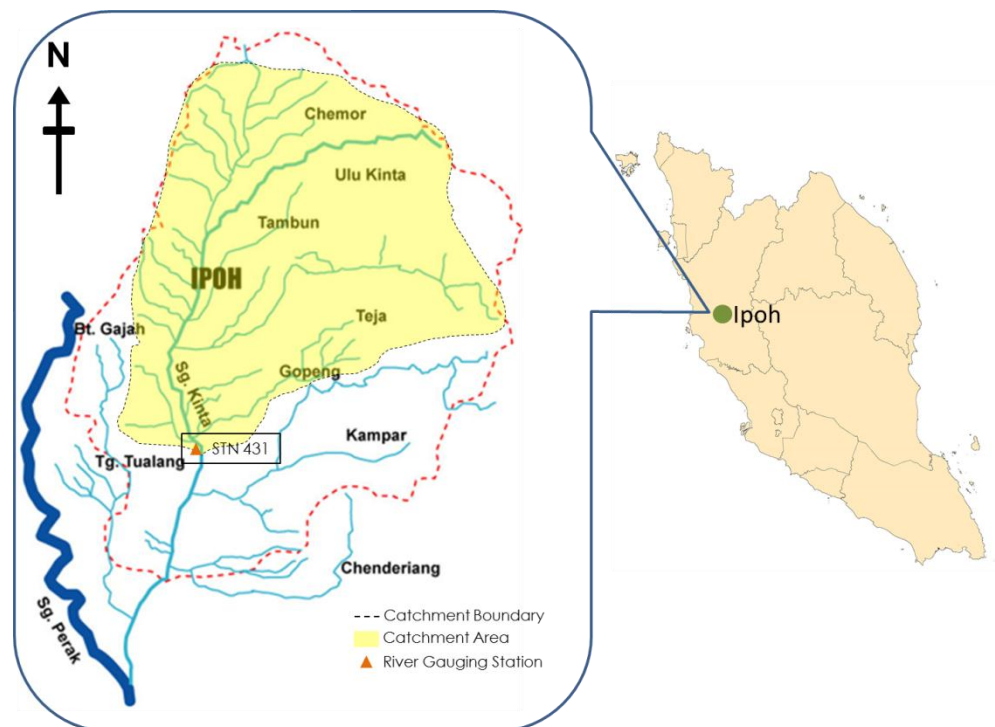 N
Chemor
Ulu Kinta
Tambun
IPOH
Teja
Bt. Gajah
Gopeng
Sg. Kinta
Kampar
STN 431
Tg. Tualang
Chenderiang
Sg. Perak
Catchment Boundary
Catchment Area
River Gauging Station
Ipoh